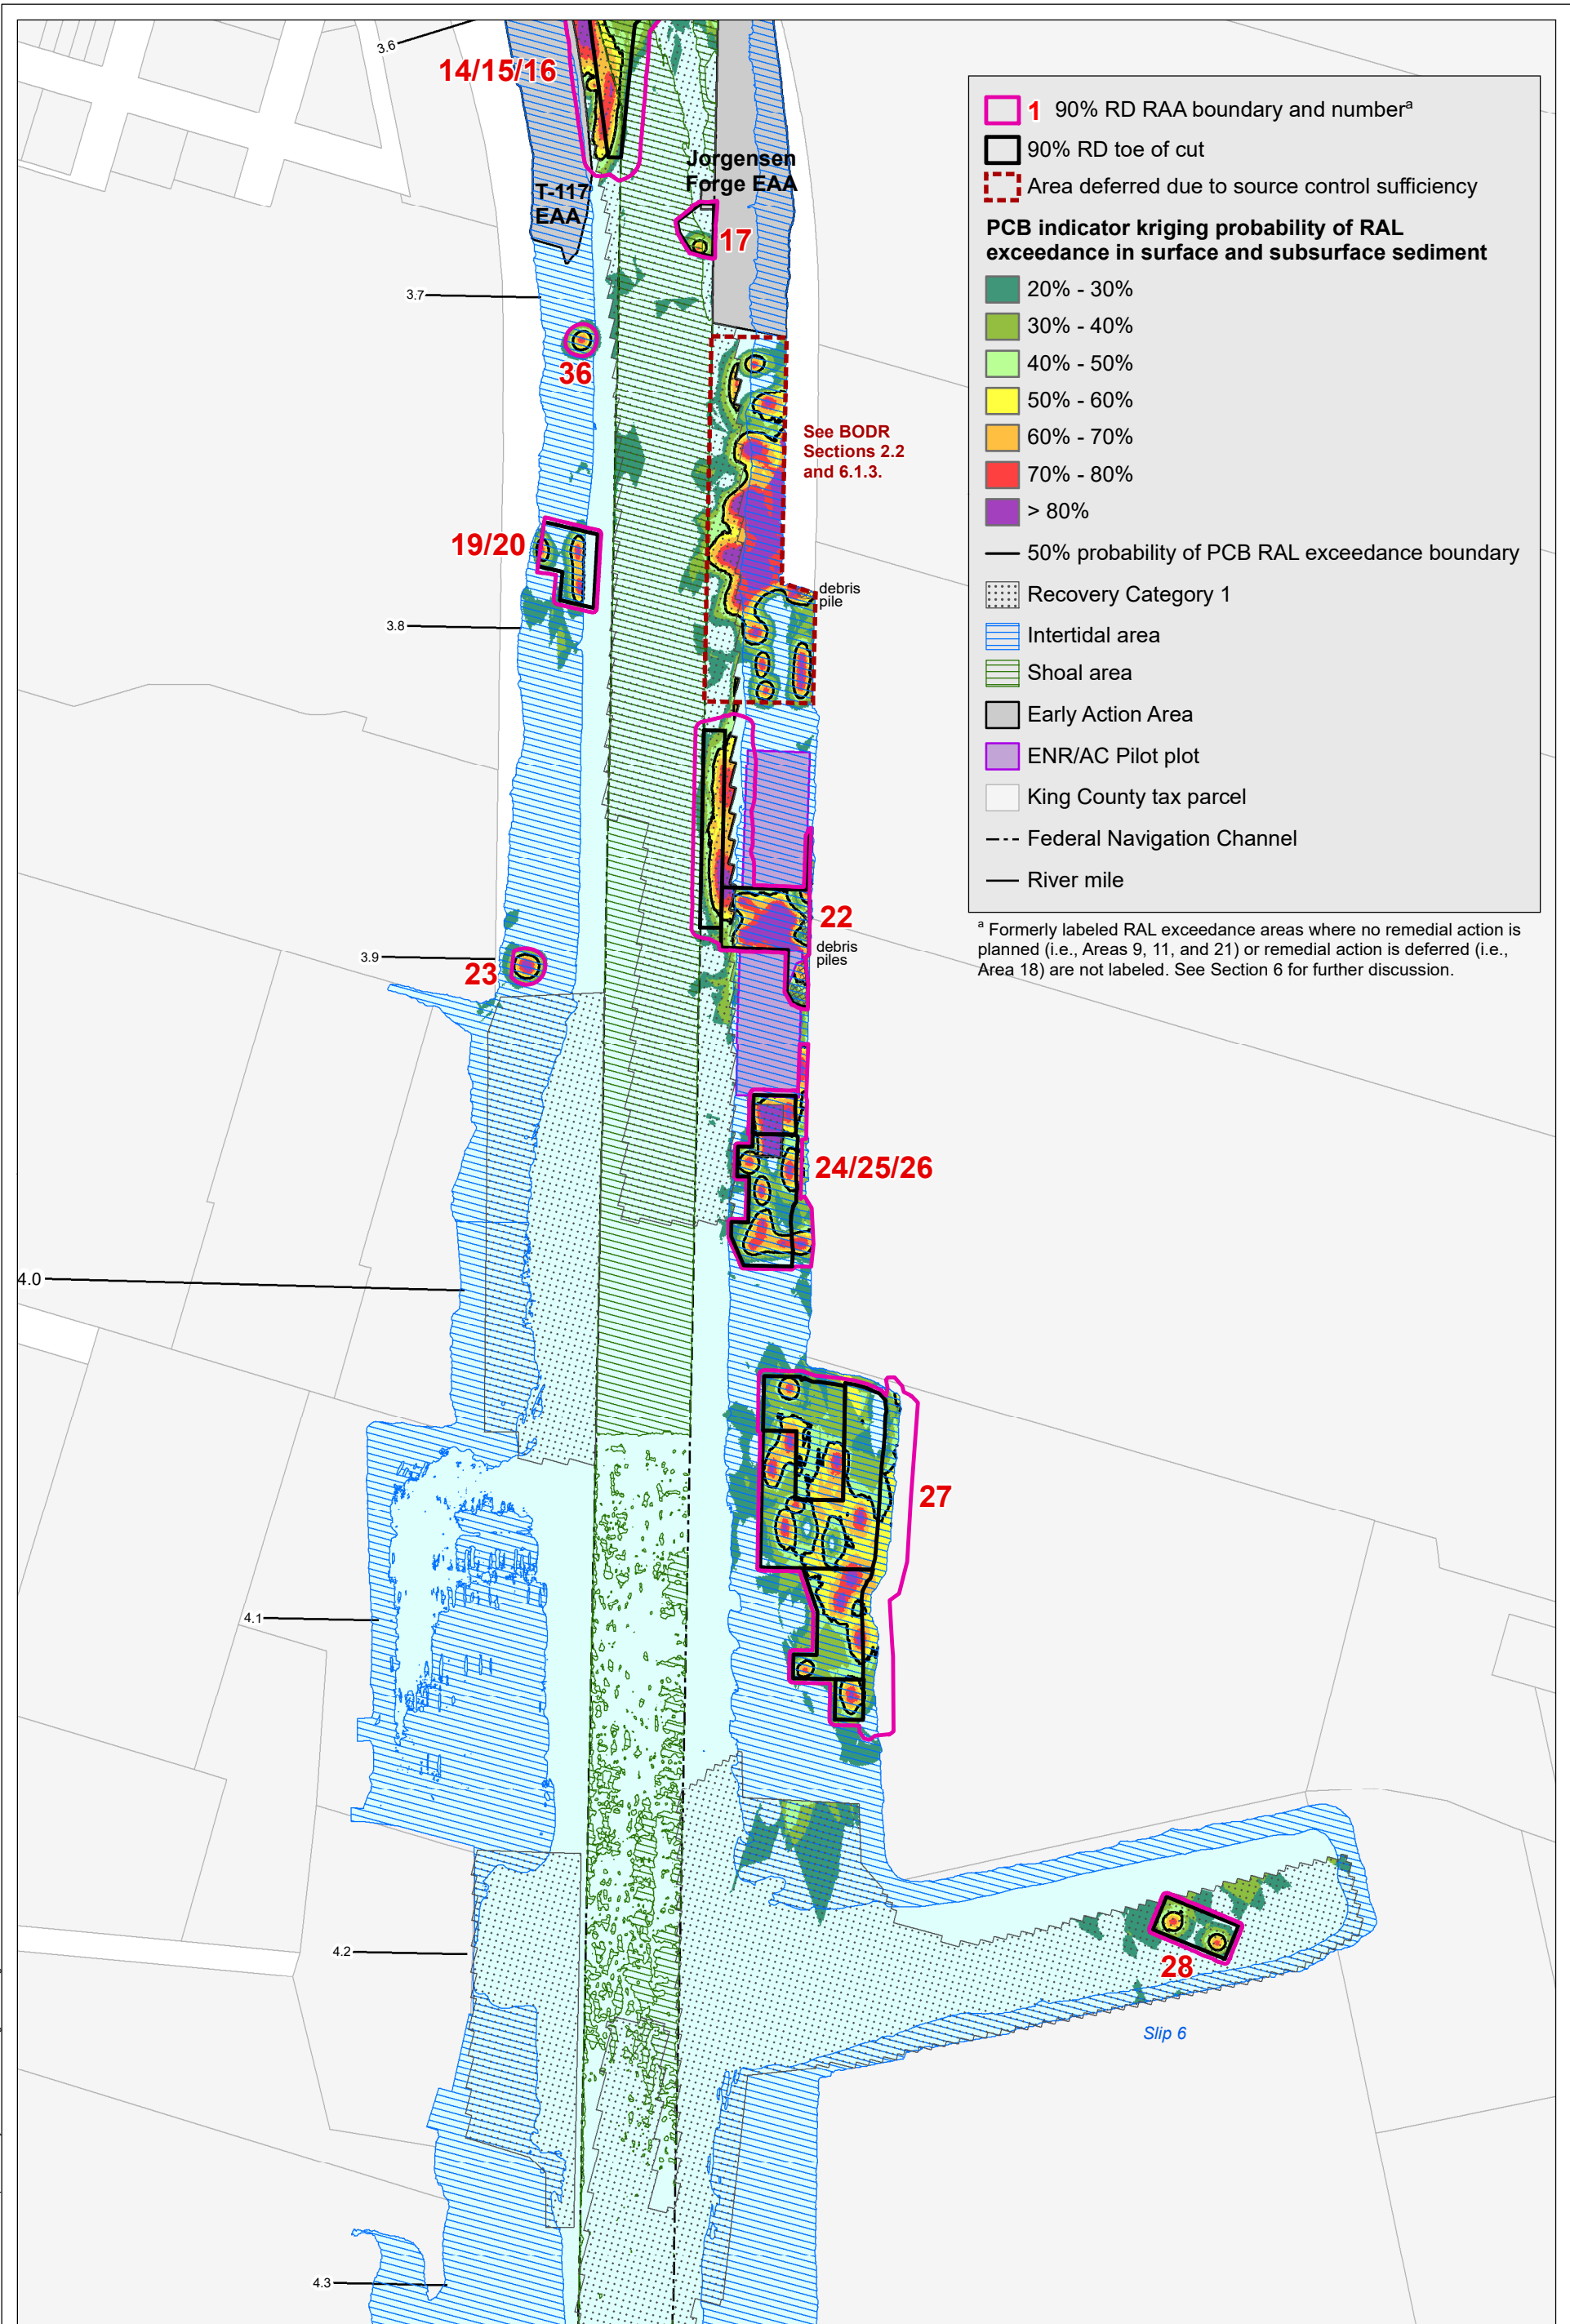 3.6
14/15/16
Jorgensen
Forge EAA
T-117
EAA
17
3.7
36
See BODR
Sections 2.2
and 6.1.3.
19/20
debris
pile
3.8
22
debris
piles
3.9
23
24/25/26
4.0
27
4.1
4.2
28
Slip 6
4.3
1 90% RD RAA boundary and numberᵃ
90% RD toe of cut
Area deferred due to source control sufficiency
PCB indicator kriging probability of RAL
exceedance in surface and subsurface sediment
20% - 30%
30% - 40%
40% - 50%
50% - 60%
60% - 70%
70% - 80%
> 80%
50% probability of PCB RAL exceedance boundary
Recovery Category 1
Intertidal area
Shoal area
Early Action Area
ENR/AC Pilot plot
King County tax parcel
Federal Navigation Channel
River mile
ᵃ Formerly labeled RAL exceedance areas where no remedial action is
planned (i.e., Areas 9, 11, and 21) or remedial action is deferred (i.e.,
Area 18) are not labeled. See Section 6 for further discussion.